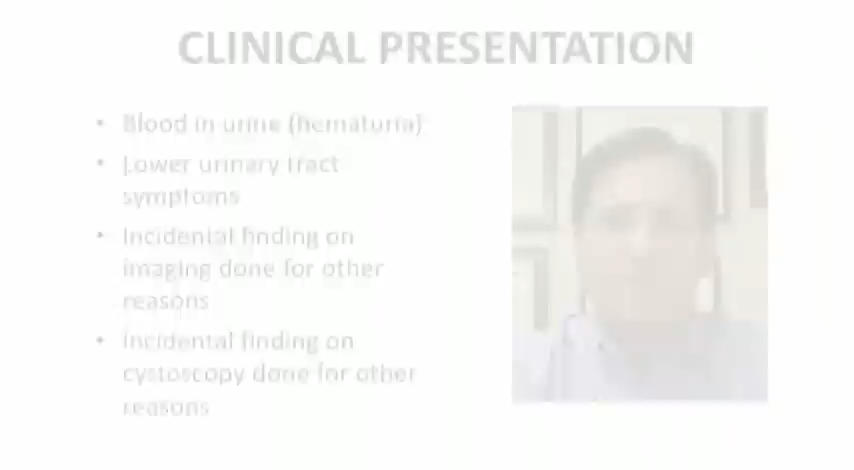 CLINICAL PRESENTATION
• Blood in urine (hematuria)
• Lower urinary tract
symptoms
• Incidental finding on
imaging done for other
reasons
• Incidental finding on
cystoscopy done for other
reasons